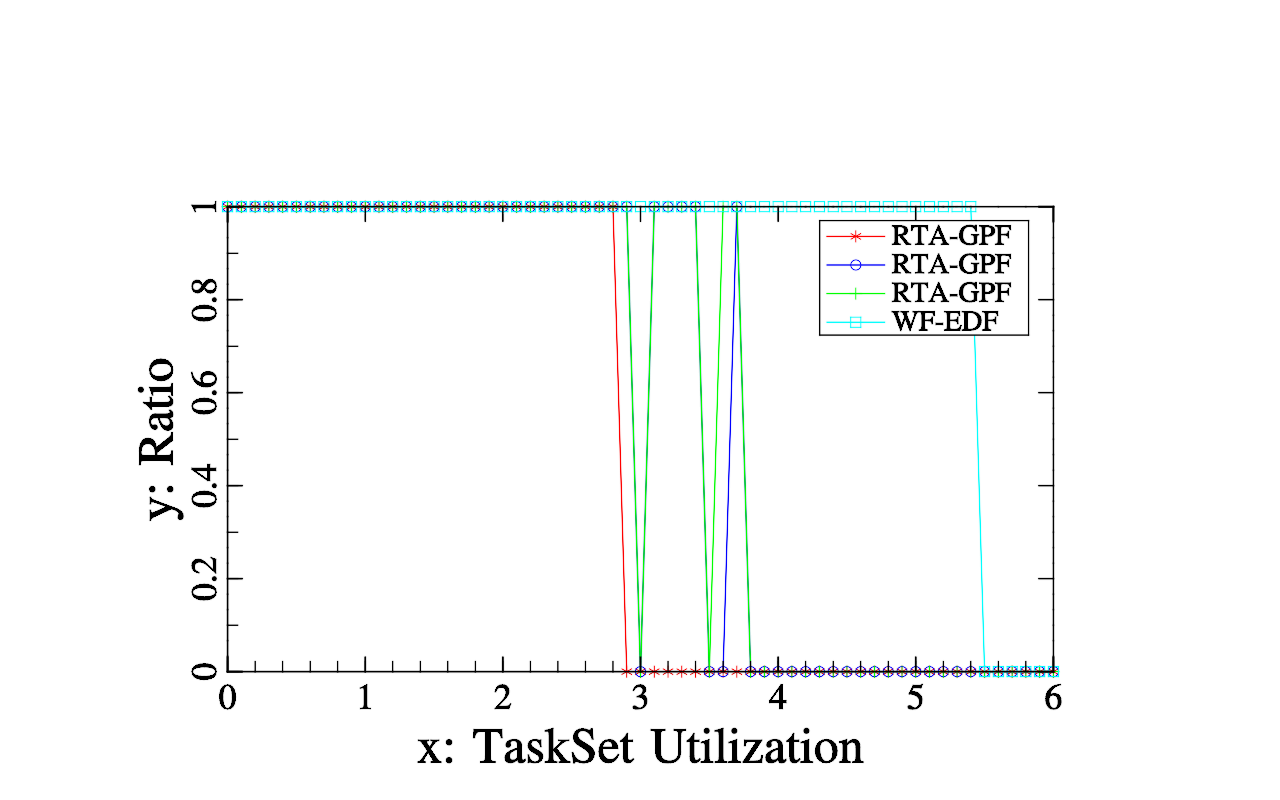 y: Ratio
1
0.8
0.6
0.4
0.2
0
RTA-GPF
RTA-GPF
RTA-GPF
WF-EDF
0 1 2 3 4 5 6
x: TaskSet Utilization